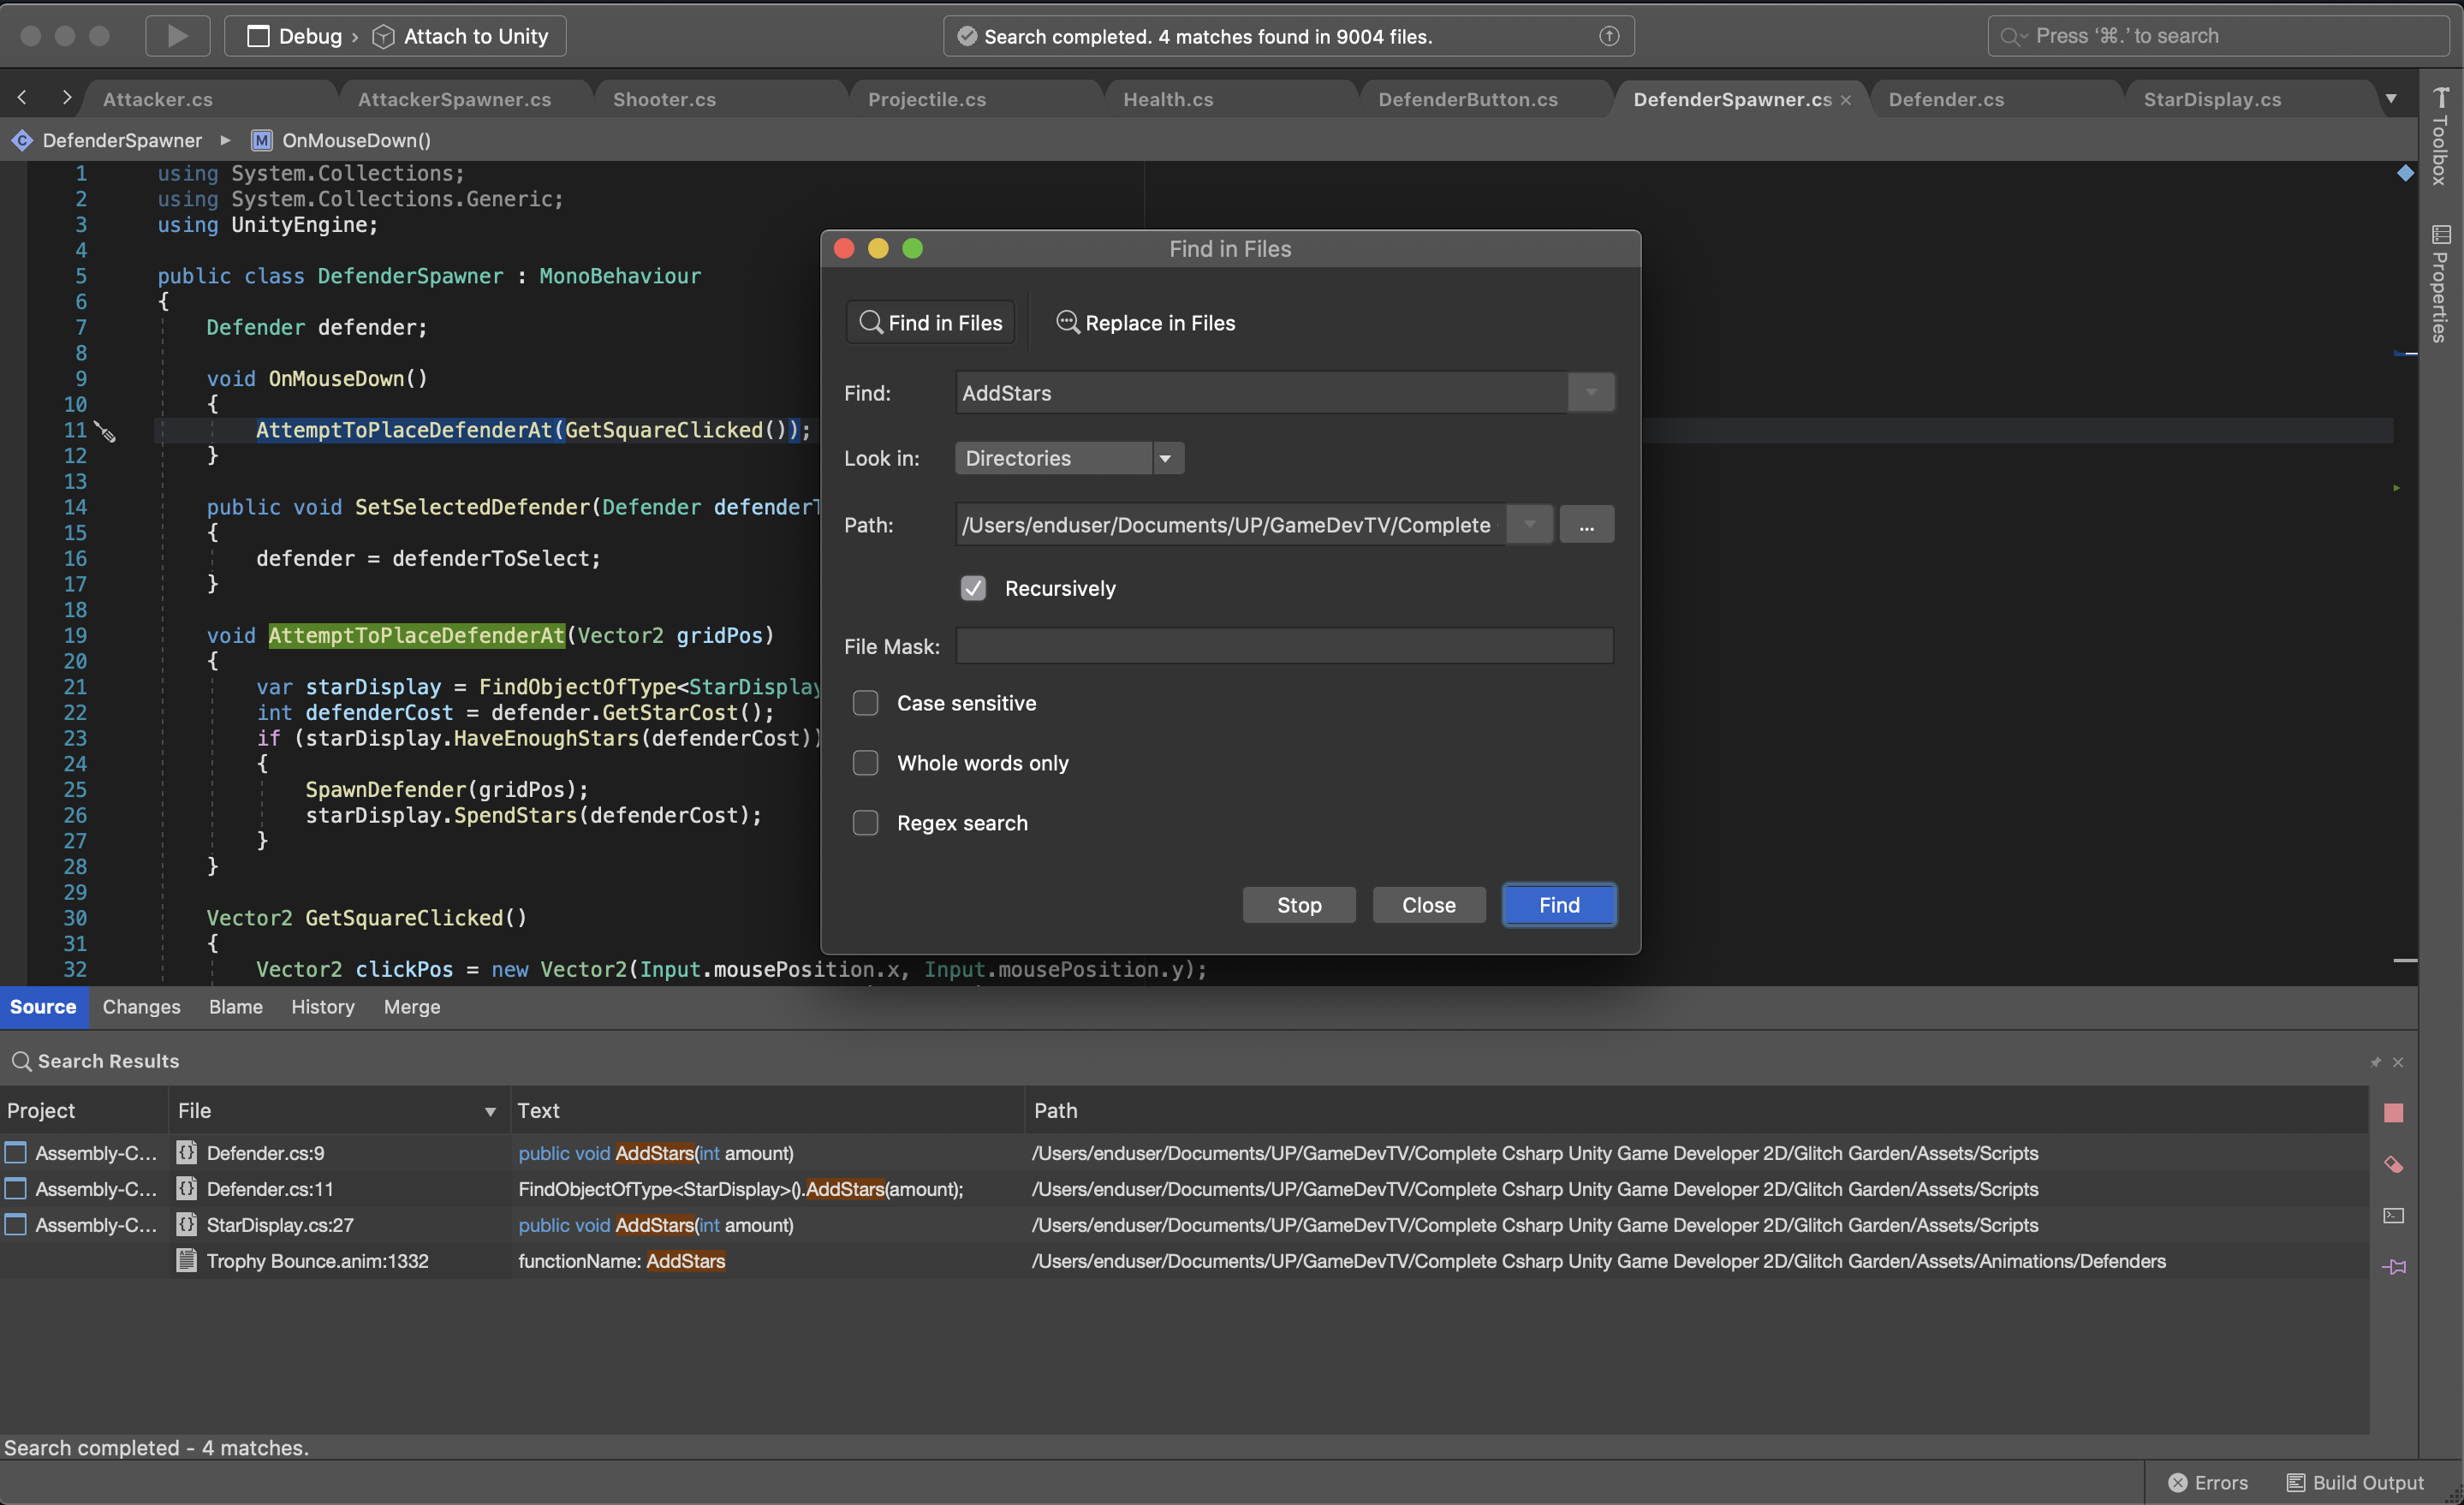 Debug › Attach to Unity
Search completed. 4 matches found in 9004 files.
Press ‘⌘.’ to search
Attacker.cs
AttackerSpawner.cs
Shooter.cs
Projectile.cs
Health.cs
DefenderButton.cs
DefenderSpawner.cs
Defender.cs
StarDisplay.cs
Toolbox
Properties
DefenderSpawner
M OnMouseDown()
1 using System.Collections;
2 using System.Collections.Generic;
3 using UnityEngine;
4
5 public class DefenderSpawner : MonoBehaviour
6 {
7 Defender defender;
8
9 void OnMouseDown()
10 {
11 AttemptToPlaceDefenderAt(GetSquareClicked());
12 }
13
14 public void SetSelectedDefender(Defender defenderT
15 {
16 defender = defenderToSelect;
17 }
18
19 void AttemptToPlaceDefenderAt(Vector2 gridPos)
20 {
21 var starDisplay = FindObjectOfType<StarDisplay
22 int defenderCost = defender.GetStarCost();
23 if (starDisplay.HaveEnoughStars(defenderCost))
24 {
25 SpawnDefender(gridPos);
26 starDisplay.SpendStars(defenderCost);
27 }
28 }
29
30 Vector2 GetSquareClicked()
31 {
32 Vector2 clickPos = new Vector2(Input.mousePosition.x, Input.mousePosition.y);
Find in Files
Find in Files
Replace in Files
Find: AddStars
Look in: Directories
Path: /Users/enduser/Documents/UP/GameDevTV/Complete ...
Recursively
File Mask:
Case sensitive
Whole words only
Regex search
Stop Close Find
Source Changes Blame History Merge
Search Results
Project File Text Path
Assembly-C... Defender.cs:9 public void AddStars(int amount) /Users/enduser/Documents/UP/GameDevTV/Complete Csharp Unity Game Developer 2D/Glitch Garden/Assets/Scripts
Assembly-C... Defender.cs:11 FindObjectOfType<StarDisplay>().AddStars(amount); /Users/enduser/Documents/UP/GameDevTV/Complete Csharp Unity Game Developer 2D/Glitch Garden/Assets/Scripts
Assembly-C... StarDisplay.cs:27 public void AddStars(int amount) /Users/enduser/Documents/UP/GameDevTV/Complete Csharp Unity Game Developer 2D/Glitch Garden/Assets/Scripts
Trophy Bounce.anim:1332 functionName: AddStars /Users/enduser/Documents/UP/GameDevTV/Complete Csharp Unity Game Developer 2D/Glitch Garden/Assets/Animations/Defenders
Search completed - 4 matches.
Errors Build Output